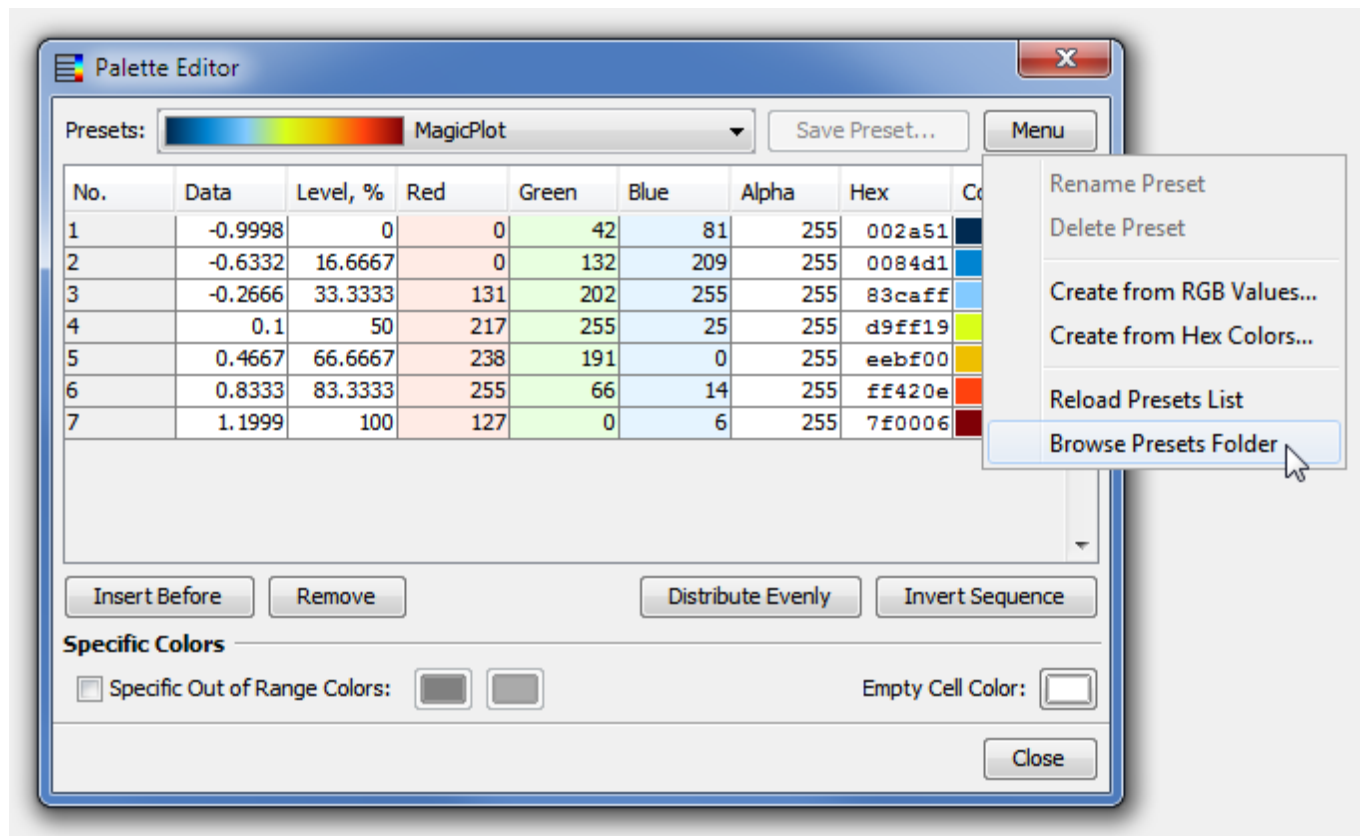 Palette Editor
Presets: MagicPlot Save Preset... Menu
No. Data Level, % Red Green Blue Alpha Hex
1 -0.9998 0 0 42 81 255 002a51
2 -0.6332 16.6667 0 132 209 255 0084d1
3 -0.2666 33.3333 131 202 255 255 83caff
4 0.1 50 217 255 25 255 d9ff19
5 0.4667 66.6667 238 191 0 255 eebf00
6 0.8333 83.3333 255 66 14 255 ff420e
7 1.1999 100 127 0 6 255 7f0006
Rename Preset
Delete Preset
Create from RGB Values...
Create from Hex Colors...
Reload Presets List
Browse Presets Folder
Insert Before Remove Distribute Evenly Invert Sequence
Specific Colors
Specific Out of Range Colors: Empty Cell Color:
Close